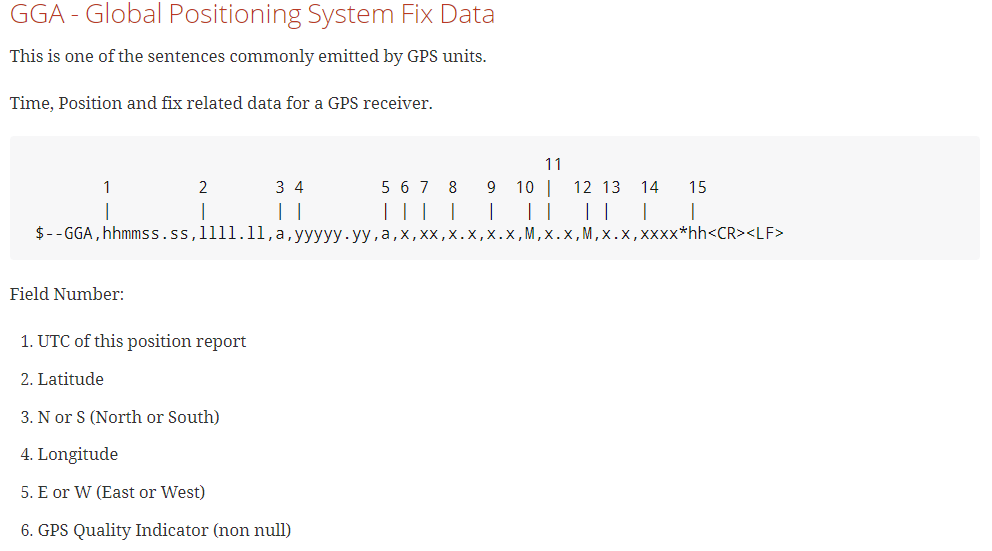 GGA - Global Positioning System Fix Data
This is one of the sentences commonly emitted by GPS units.
Time, Position and fix related data for a GPS receiver.
11
1 2 3 4 5 6 7 8 9 10 | 12 13 14 15
| | | | | | | | | | | | | | |
$--GGA,hhmmss.ss,llll.ll,a,yyyyy.yy,a,x,xx,x.x,x.x,M,x.x,M,x.x,xxxx*hh<CR><LF>
Field Number:
1. UTC of this position report
2. Latitude
3. N or S (North or South)
4. Longitude
5. E or W (East or West)
6. GPS Quality Indicator (non null)